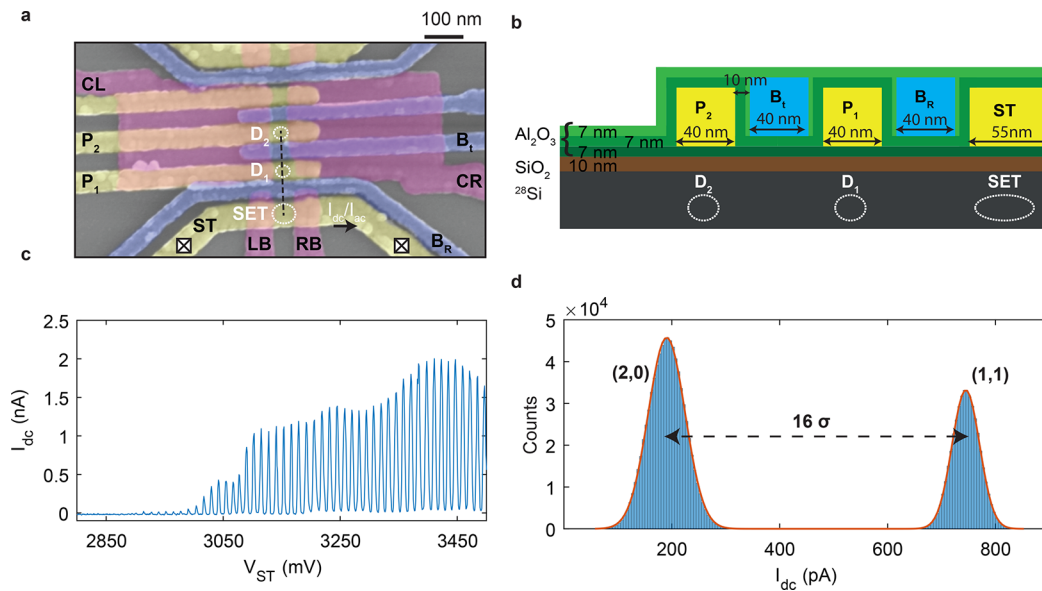 a
100 nm
CL
P2
D2
Bt
P1
D1
CR
SET
Idc/Iac
ST
LB
RB
BR
b
10 nm
P2
Bt
P1
BR
ST
40 nm
40 nm
40 nm
40 nm
55nm
Al2O3
{
7 nm
7 nm
7 nm
SiO2
10 nm
28Si
D2
D1
SET
c
Idc (nA)
2.5
2
1.5
1
0.5
0
2850
3050
3250
3450
VST (mV)
d
×10^4
Counts
5
4
3
2
1
0
(2,0)
(1,1)
16 σ
200
400
600
800
Idc (pA)